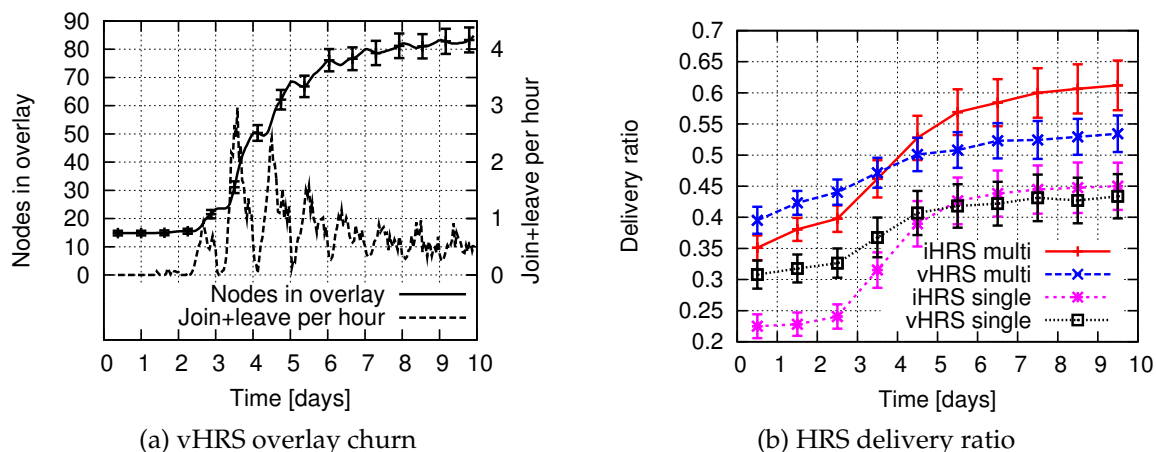 90
80
70
60
50
40
30
20
10
0
Nodes in overlay
4
3
2
1
0
Join+leave per hour
Nodes in overlay
Join+leave per hour
0 1 2 3 4 5 6 7 8 9 10
Time [days]
(a) vHRS overlay churn
0.7
0.65
0.6
0.55
0.5
0.45
0.4
0.35
0.3
0.25
0.2
Delivery ratio
iHRS multi
vHRS multi
iHRS single
vHRS single
0 1 2 3 4 5 6 7 8 9 10
Time [days]
(b) HRS delivery ratio